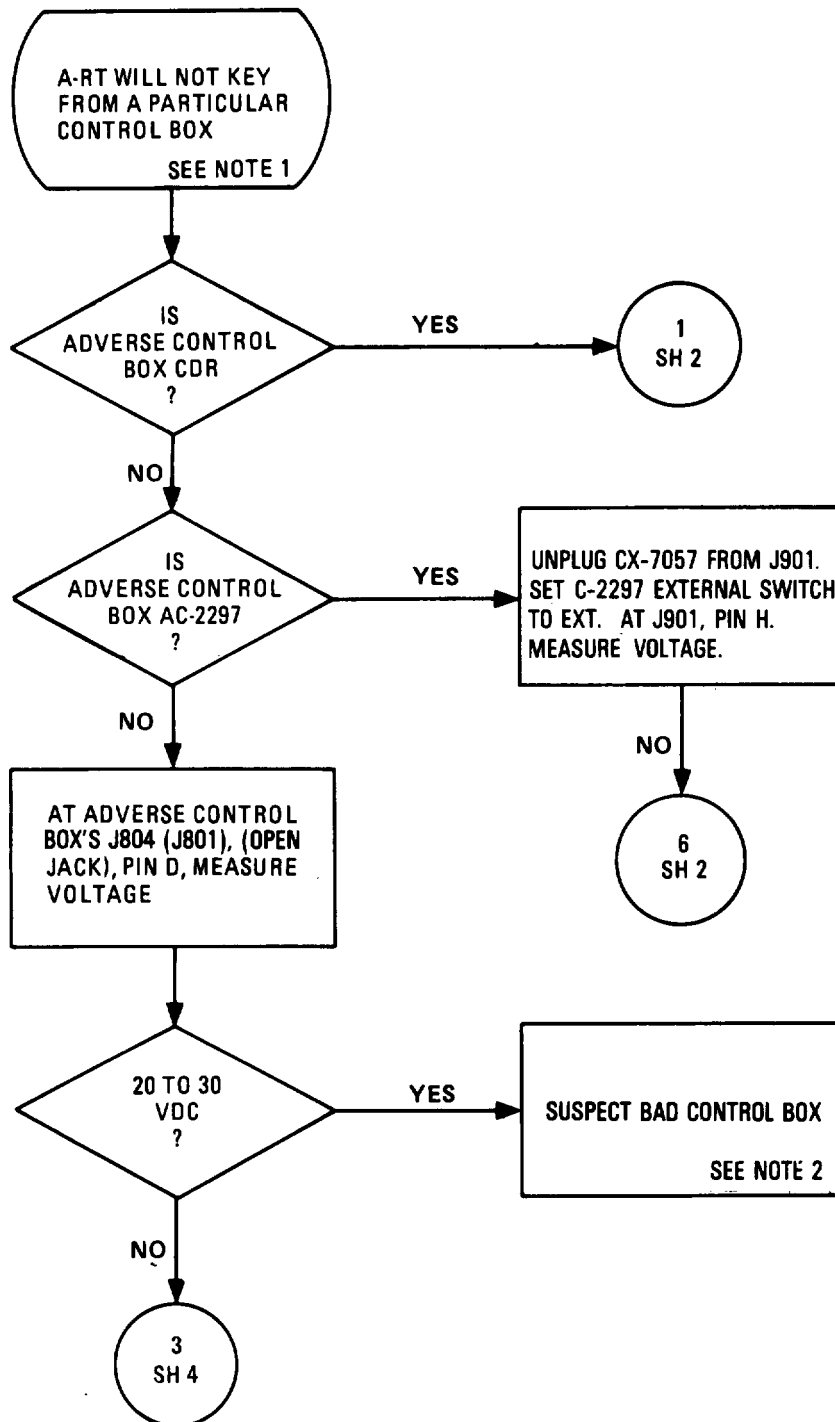 A-RT WILL NOT KEY
FROM A PARTICULAR
CONTROL BOX
SEE NOTE 1
IS
ADVERSE CONTROL
BOX CDR
?
YES
1
SH 2
NO
IS
ADVERSE CONTROL
BOX AC-2297
?
YES
UNPLUG CX-7057 FROM J901.
SET C-2297 EXTERNAL SWITCH
TO EXT. AT J901, PIN H.
MEASURE VOLTAGE.
NO
6
SH 2
NO
AT ADVERSE CONTROL
BOX'S J804 (J801), (OPEN
JACK), PIN D, MEASURE
VOLTAGE
20 TO 30
VDC
?
YES
SUSPECT BAD CONTROL BOX
SEE NOTE 2
NO
3
SH 4